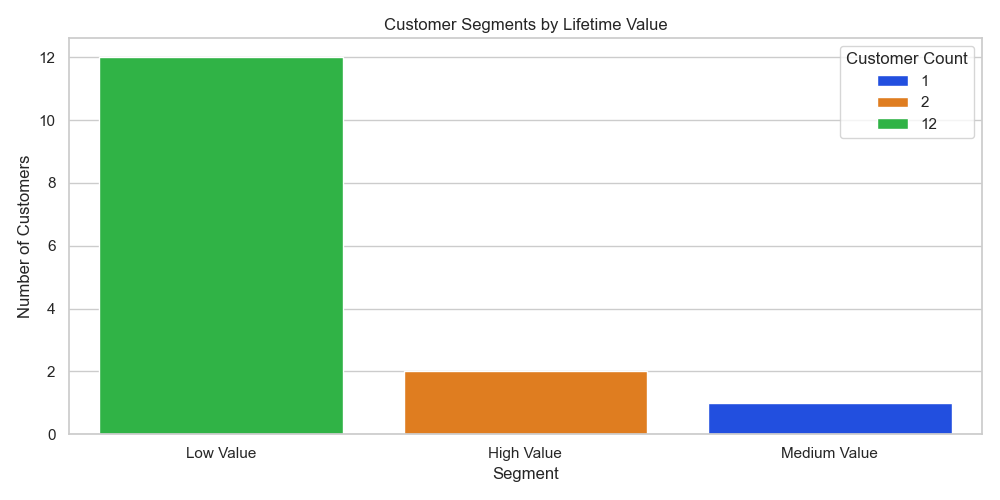 Customer Segments by Lifetime Value
Customer Count
1
2
12
12
10
8
6
4
2
0
Number of Customers
Low Value
High Value
Medium Value
Segment